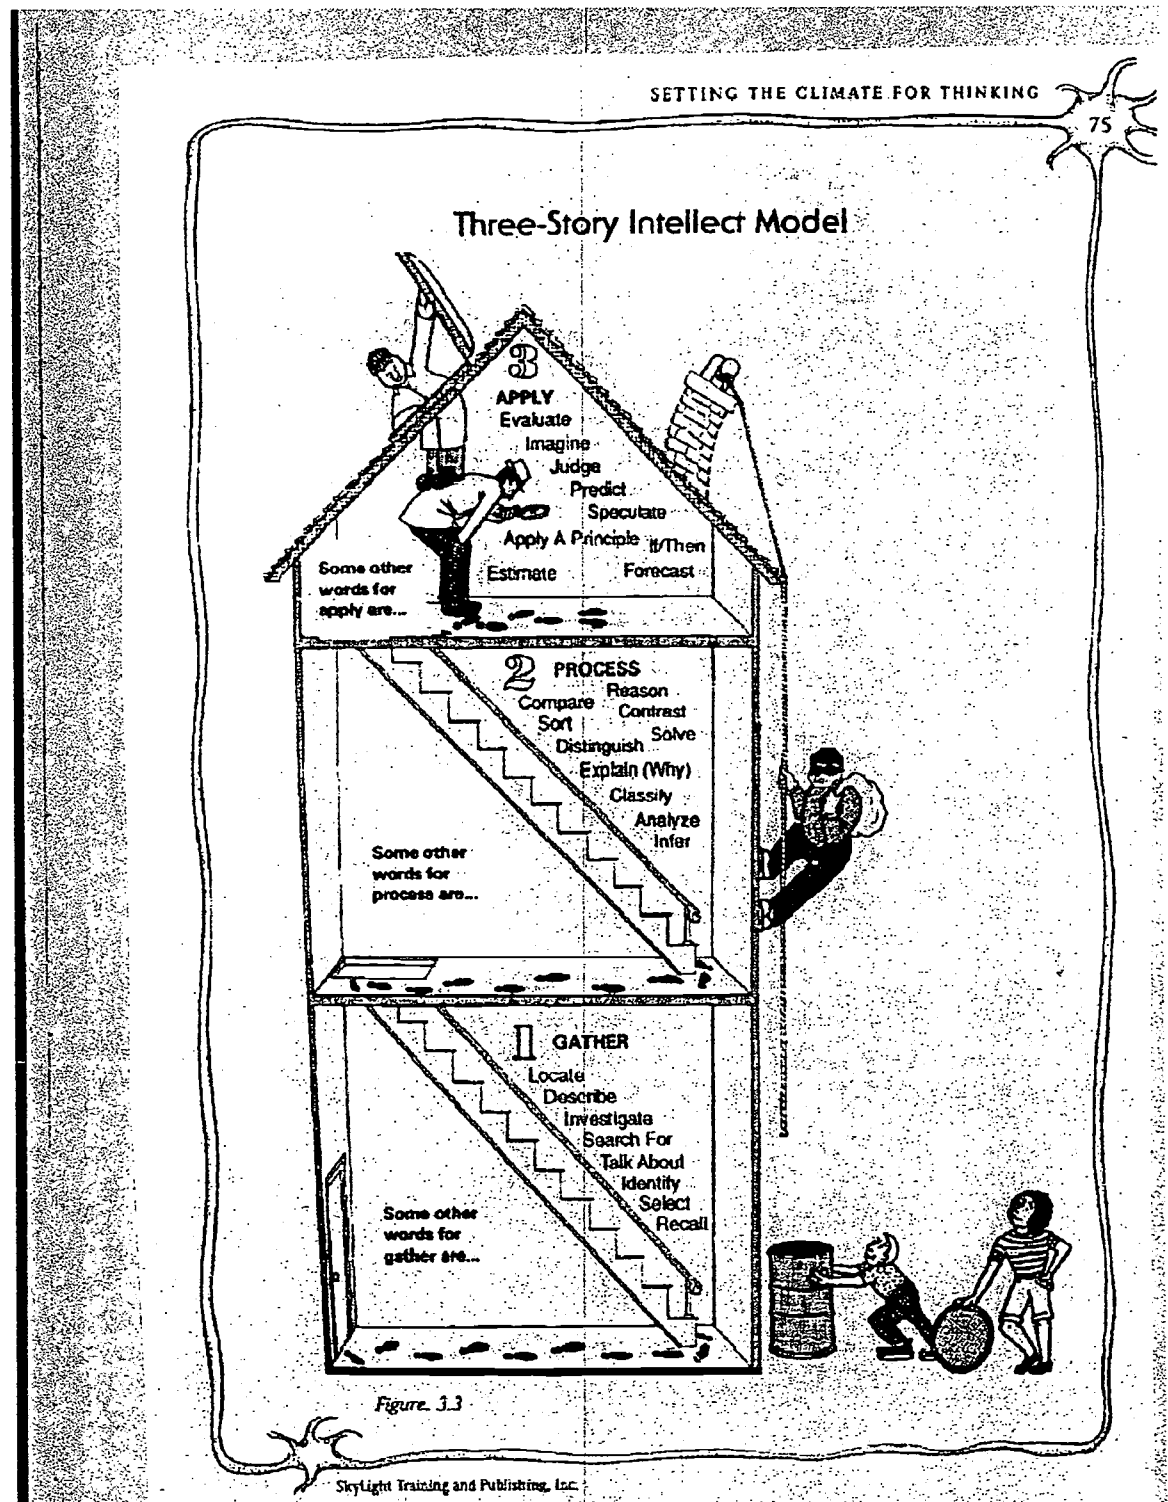 SETTING THE CLIMATE FOR THINKING
75
Three-Story Intellect Model
3
APPLY
Evaluate
Imagine
Judge
Predict
Speculate
Apply A Principle
If/Then
Estimate
Forecast
Some other
words for
apply are...
2 PROCESS
Reason
Compare
Contrast
Sort
Solve
Distinguish
Explain (Why)
Classify
Analyze
Infer
Some other
words for
process are...
1 GATHER
Locate
Describe
Investigate
Search For
Talk About
Identify
Select
Recall
Some other
words for
gather are...
Figure 3.3
SkyLight Training and Publishing, Inc.